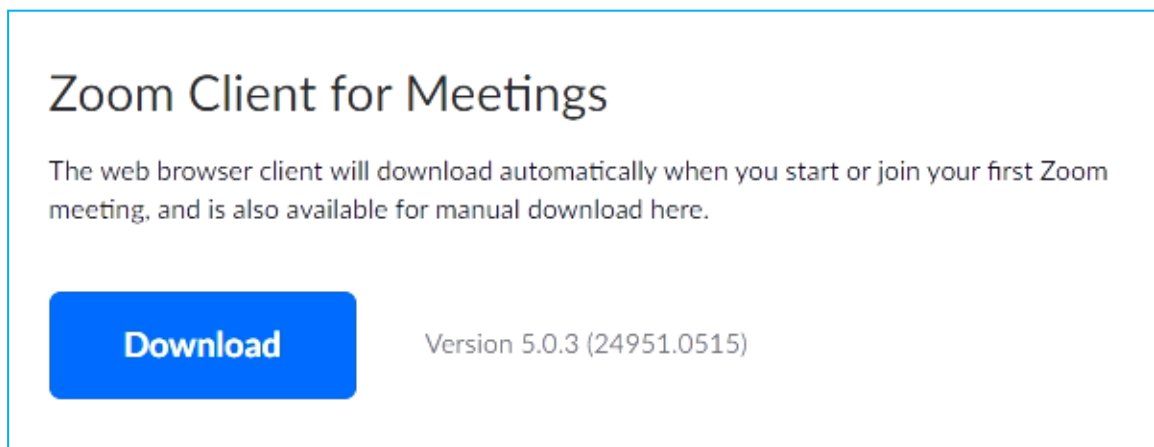 Zoom Client for Meetings
The web browser client will download automatically when you start or join your first Zoom
meeting, and is also available for manual download here.
Download
Version 5.0.3 (24951.0515)